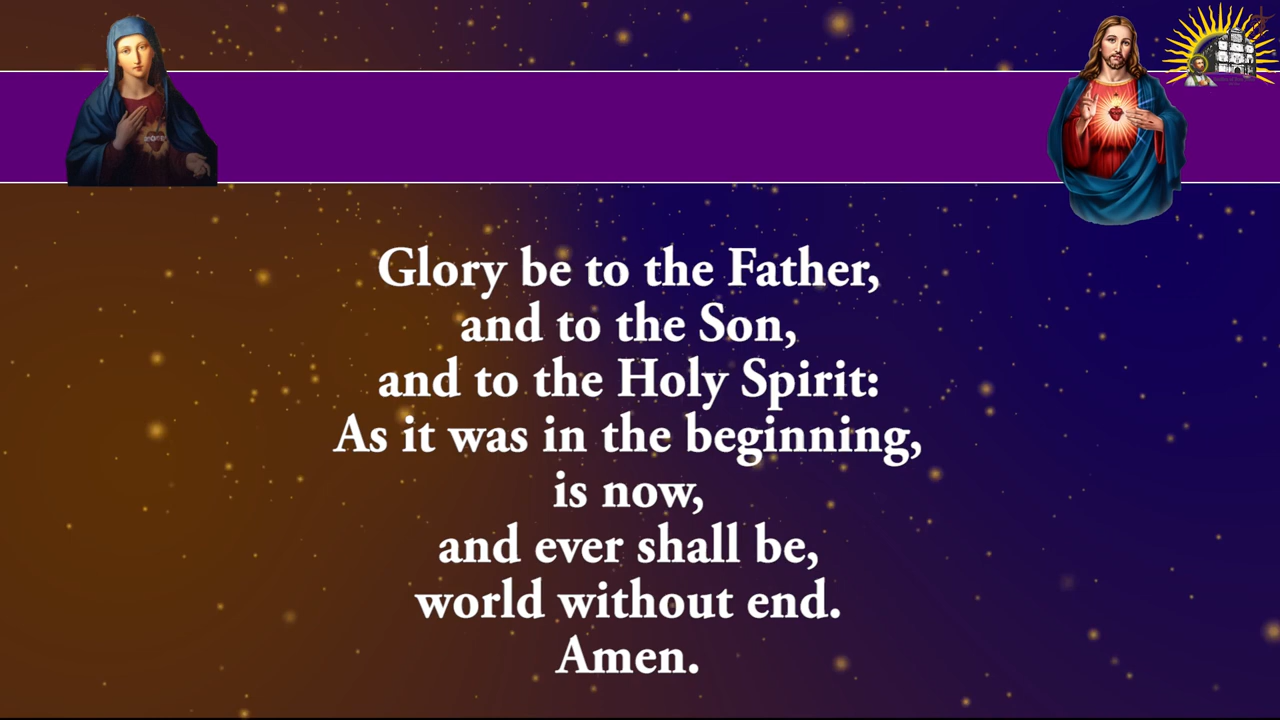 Glory be to the Father,
and to the Son,
and to the Holy Spirit:
As it was in the beginning,
is now,
and ever shall be,
world without end.
Amen.